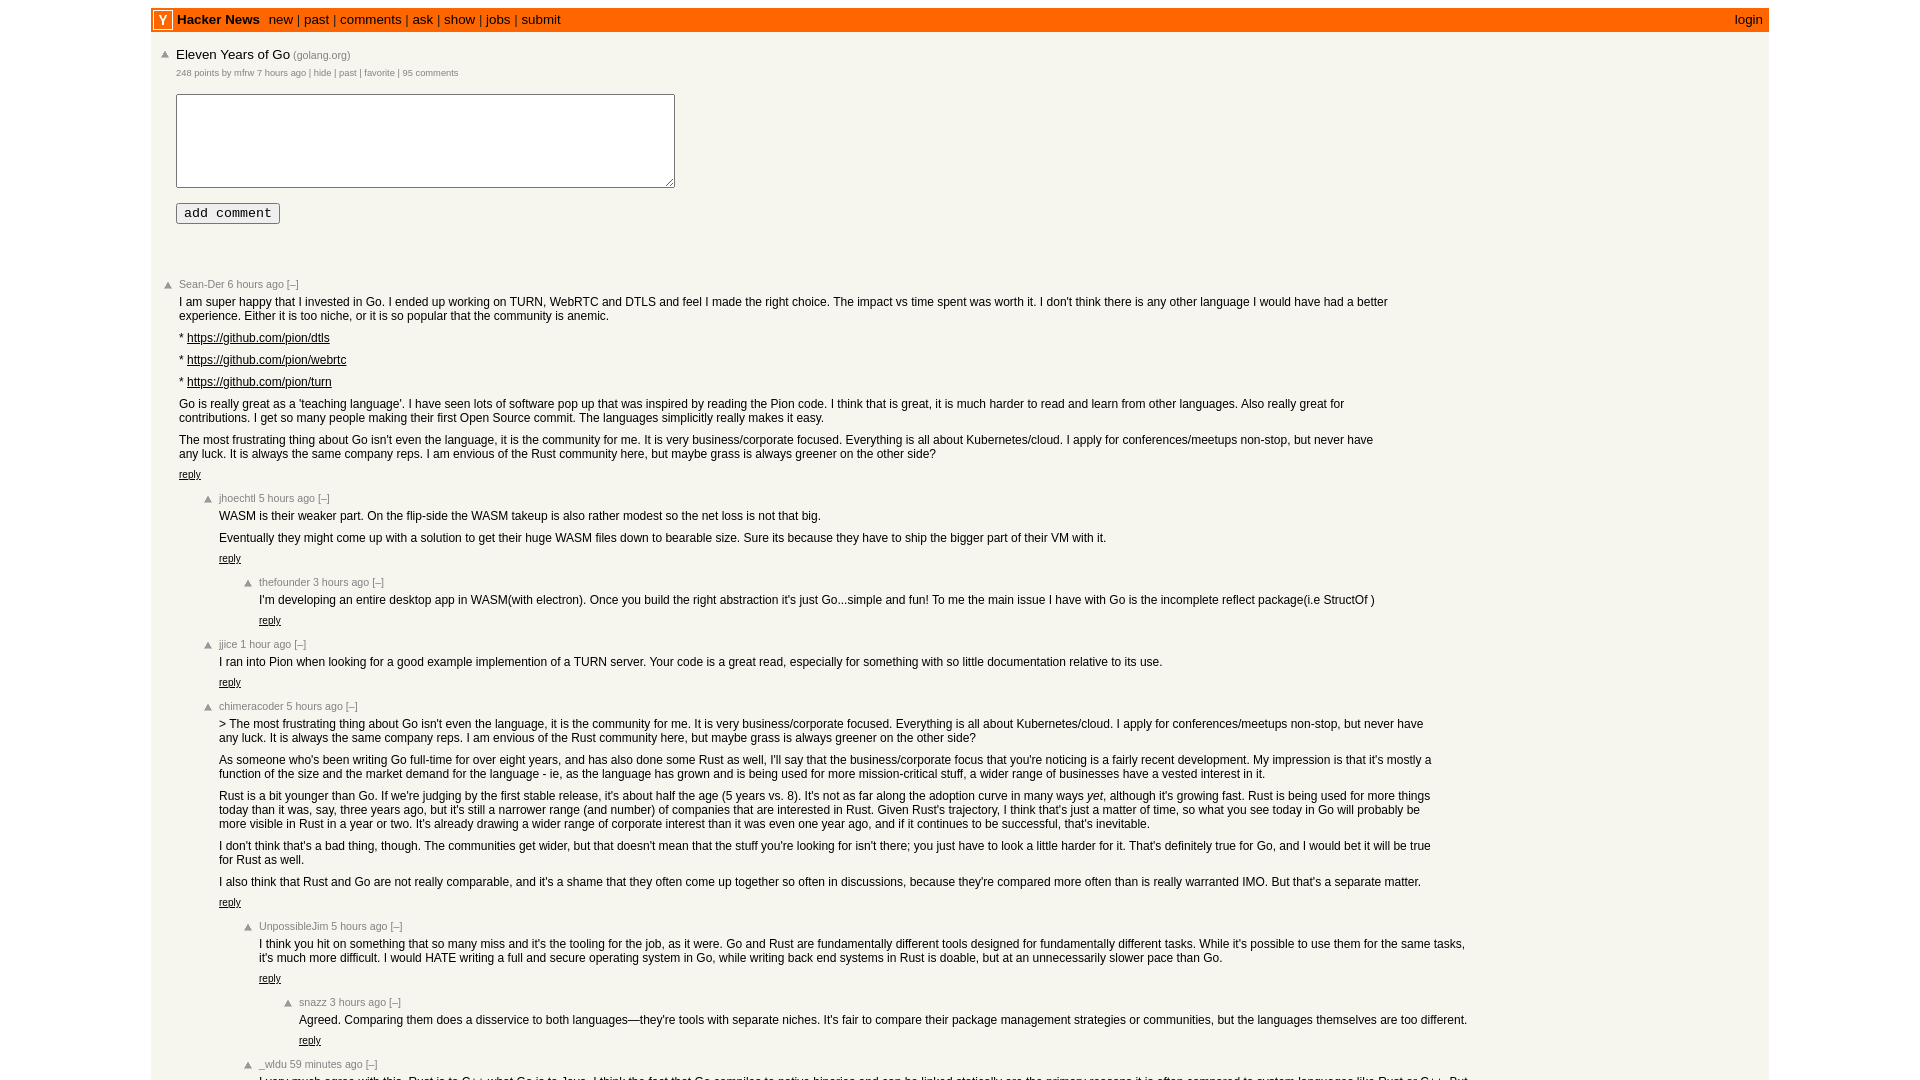 Y Hacker News new | past | comments | ask | show | jobs | submit login
Eleven Years of Go (golang.org)
248 points by mfrw 7 hours ago | hide | past | favorite | 95 comments
add comment
Sean-Der 6 hours ago [–]
I am super happy that I invested in Go. I ended up working on TURN, WebRTC and DTLS and feel I made the right choice. The impact vs time spent was worth it. I don't think there is any other language I would have had a better
experience. Either it is too niche, or it is so popular that the community is anemic.
* https://github.com/pion/dtls
* https://github.com/pion/webrtc
* https://github.com/pion/turn
Go is really great as a 'teaching language'. I have seen lots of software pop up that was inspired by reading the Pion code. I think that is great, it is much harder to read and learn from other languages. Also really great for
contributions. I get so many people making their first Open Source commit. The languages simplicitly really makes it easy.
The most frustrating thing about Go isn't even the language, it is the community for me. It is very business/corporate focused. Everything is all about Kubernetes/cloud. I apply for conferences/meetups non-stop, but never have
any luck. It is always the same company reps. I am envious of the Rust community here, but maybe grass is always greener on the other side?
reply
jhoechtl 5 hours ago [–]
WASM is their weaker part. On the flip-side the WASM takeup is also rather modest so the net loss is not that big.
Eventually they might come up with a solution to get their huge WASM files down to bearable size. Sure its because they have to ship the bigger part of their VM with it.
reply
thefounder 3 hours ago [–]
I'm developing an entire desktop app in WASM(with electron). Once you build the right abstraction it's just Go...simple and fun! To me the main issue I have with Go is the incomplete reflect package(i.e StructOf )
reply
jjice 1 hour ago [–]
I ran into Pion when looking for a good example implemention of a TURN server. Your code is a great read, especially for something with so little documentation relative to its use.
reply
chimeracoder 5 hours ago [–]
> The most frustrating thing about Go isn't even the language, it is the community for me. It is very business/corporate focused. Everything is all about Kubernetes/cloud. I apply for conferences/meetups non-stop, but never have
any luck. It is always the same company reps. I am envious of the Rust community here, but maybe grass is always greener on the other side?
As someone who's been writing Go full-time for over eight years, and has also done some Rust as well, I'll say that the business/corporate focus that you're noticing is a fairly recent development. My impression is that it's mostly a
function of the size and the market demand for the language - ie, as the language has grown and is being used for more mission-critical stuff, a wider range of businesses have a vested interest in it.
Rust is a bit younger than Go. If we're judging by the first stable release, it's about half the age (5 years vs. 8). It's not as far along the adoption curve in many ways yet, although it's growing fast. Rust is being used for more things
today than it was, say, three years ago, but it's still a narrower range (and number) of companies that are interested in Rust. Given Rust's trajectory, I think that's just a matter of time, so what you see today in Go will probably be
more visible in Rust in a year or two. It's already drawing a wider range of corporate interest than it was even one year ago, and if it continues to be successful, that's inevitable.
I don't think that's a bad thing, though. The communities get wider, but that doesn't mean that the stuff you're looking for isn't there; you just have to look a little harder for it. That's definitely true for Go, and I would bet it will be true
for Rust as well.
I also think that Rust and Go are not really comparable, and it's a shame that they often come up together so often in discussions, because they're compared more often than is really warranted IMO. But that's a separate matter.
reply
UnpossibleJim 5 hours ago [–]
I think you hit on something that so many miss and it's the tooling for the job, as it were. Go and Rust are fundamentally different tools designed for fundamentally different tasks. While it's possible to use them for the same tasks,
it's much more difficult. I would HATE writing a full and secure operating system in Go, while writing back end systems in Rust is doable, but at an unnecessarily slower pace than Go.
reply
snazz 3 hours ago [–]
Agreed. Comparing them does a disservice to both languages—they're tools with separate niches. It's fair to compare their package management strategies or communities, but the languages themselves are too different.
reply
_wldu 59 minutes ago [–]
I very much agree with this. Rust is to C++ what Go is to Java. I think the fact that Go compiles to native binaries and can be linked statically are the primary reasons it is often compared to system languages like Rust or C++. But